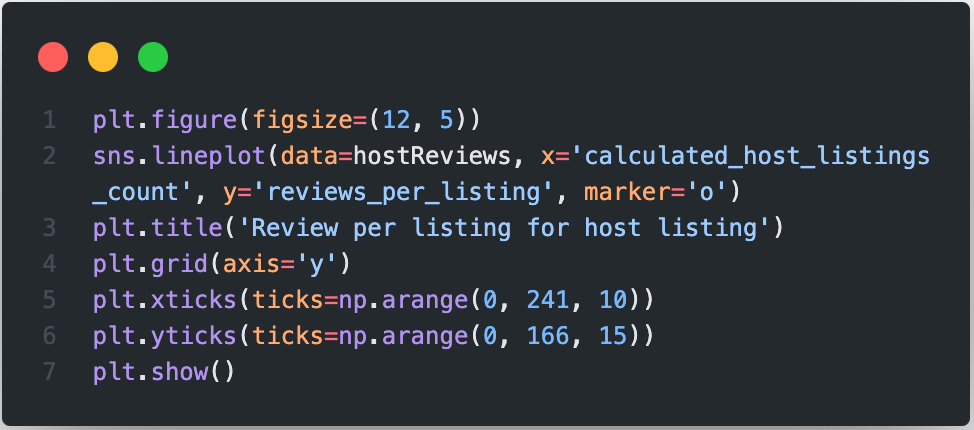 1 plt.figure(figsize=(12, 5))
2 sns.lineplot(data=hostReviews, x='calculated_host_listings
_count', y='reviews_per_listing', marker='o')
3 plt.title('Review per listing for host listing')
4 plt.grid(axis='y')
5 plt.xticks(ticks=np.arange(0, 241, 10))
6 plt.yticks(ticks=np.arange(0, 166, 15))
7 plt.show()